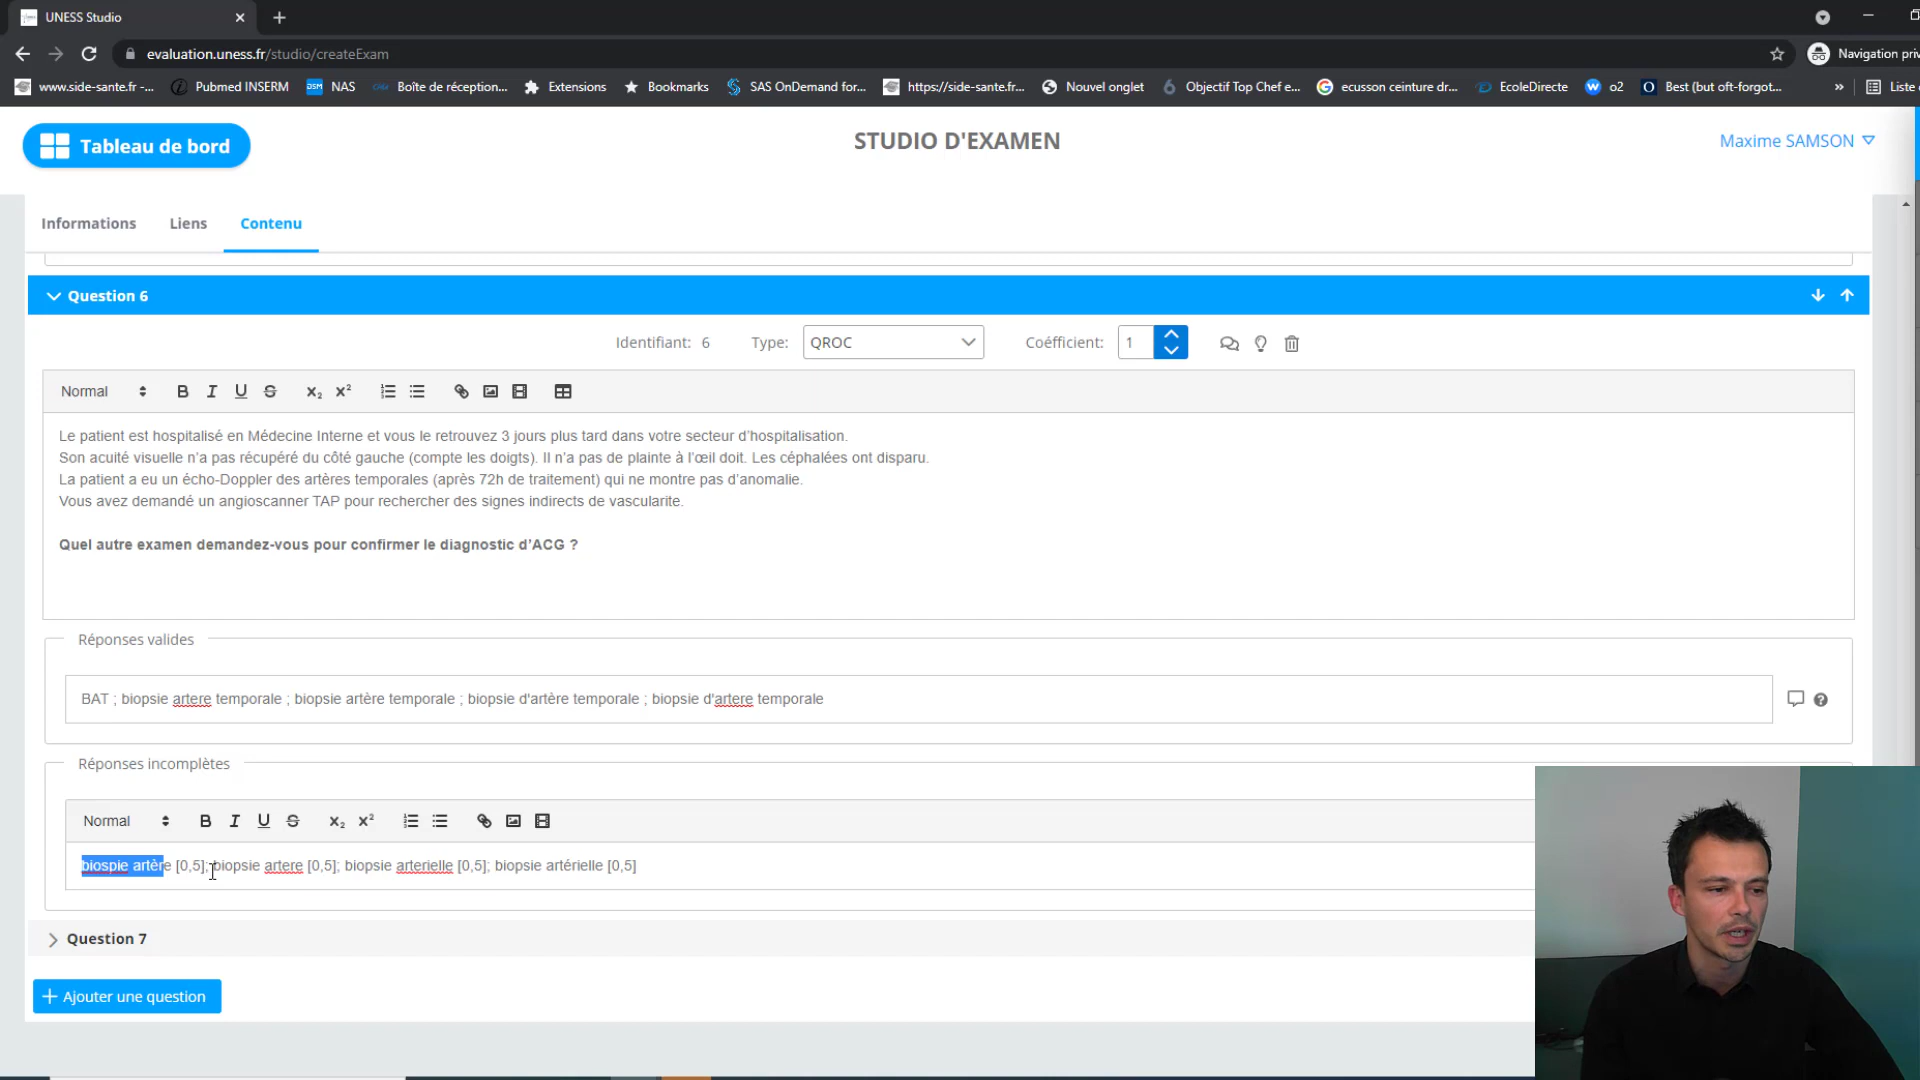 UNESS Studio
evaluation.uness.fr/studio/createExam
Navigation priv
www.side-sante.fr -...
Pubmed INSERM
DSM NAS
Boîte de réception...
Extensions
Bookmarks
SAS OnDemand for...
https://side-sante.fr...
Nouvel onglet
Objectif Top Chef e...
ecusson ceinture dr...
EcoleDirecte
o2
Best (but oft-forgot...
»
Liste
Tableau de bord
STUDIO D'EXAMEN
Maxime SAMSON
Informations
Liens
Contenu
Question 6
Identifiant: 6
Type: QROC
Coéfficient: 1
Normal
Le patient est hospitalisé en Médecine Interne et vous le retrouvez 3 jours plus tard dans votre secteur d’hospitalisation.
Son acuité visuelle n’a pas récupéré du côté gauche (compte les doigts). Il n’a pas de plainte à l’œil doit. Les céphalées ont disparu.
La patient a eu un écho-Doppler des artères temporales (après 72h de traitement) qui ne montre pas d’anomalie.
Vous avez demandé un angioscanner TAP pour rechercher des signes indirects de vascularite.
Quel autre examen demandez-vous pour confirmer le diagnostic d’ACG ?
Réponses valides
BAT ; biopsie artere temporale ; biopsie artère temporale ; biopsie d'artère temporale ; biopsie d'artere temporale
Réponses incomplètes
Normal
biospie artère [0,5]; biopsie artere [0,5]; biopsie arterielle [0,5]; biopsie artérielle [0,5]
Question 7
+ Ajouter une question